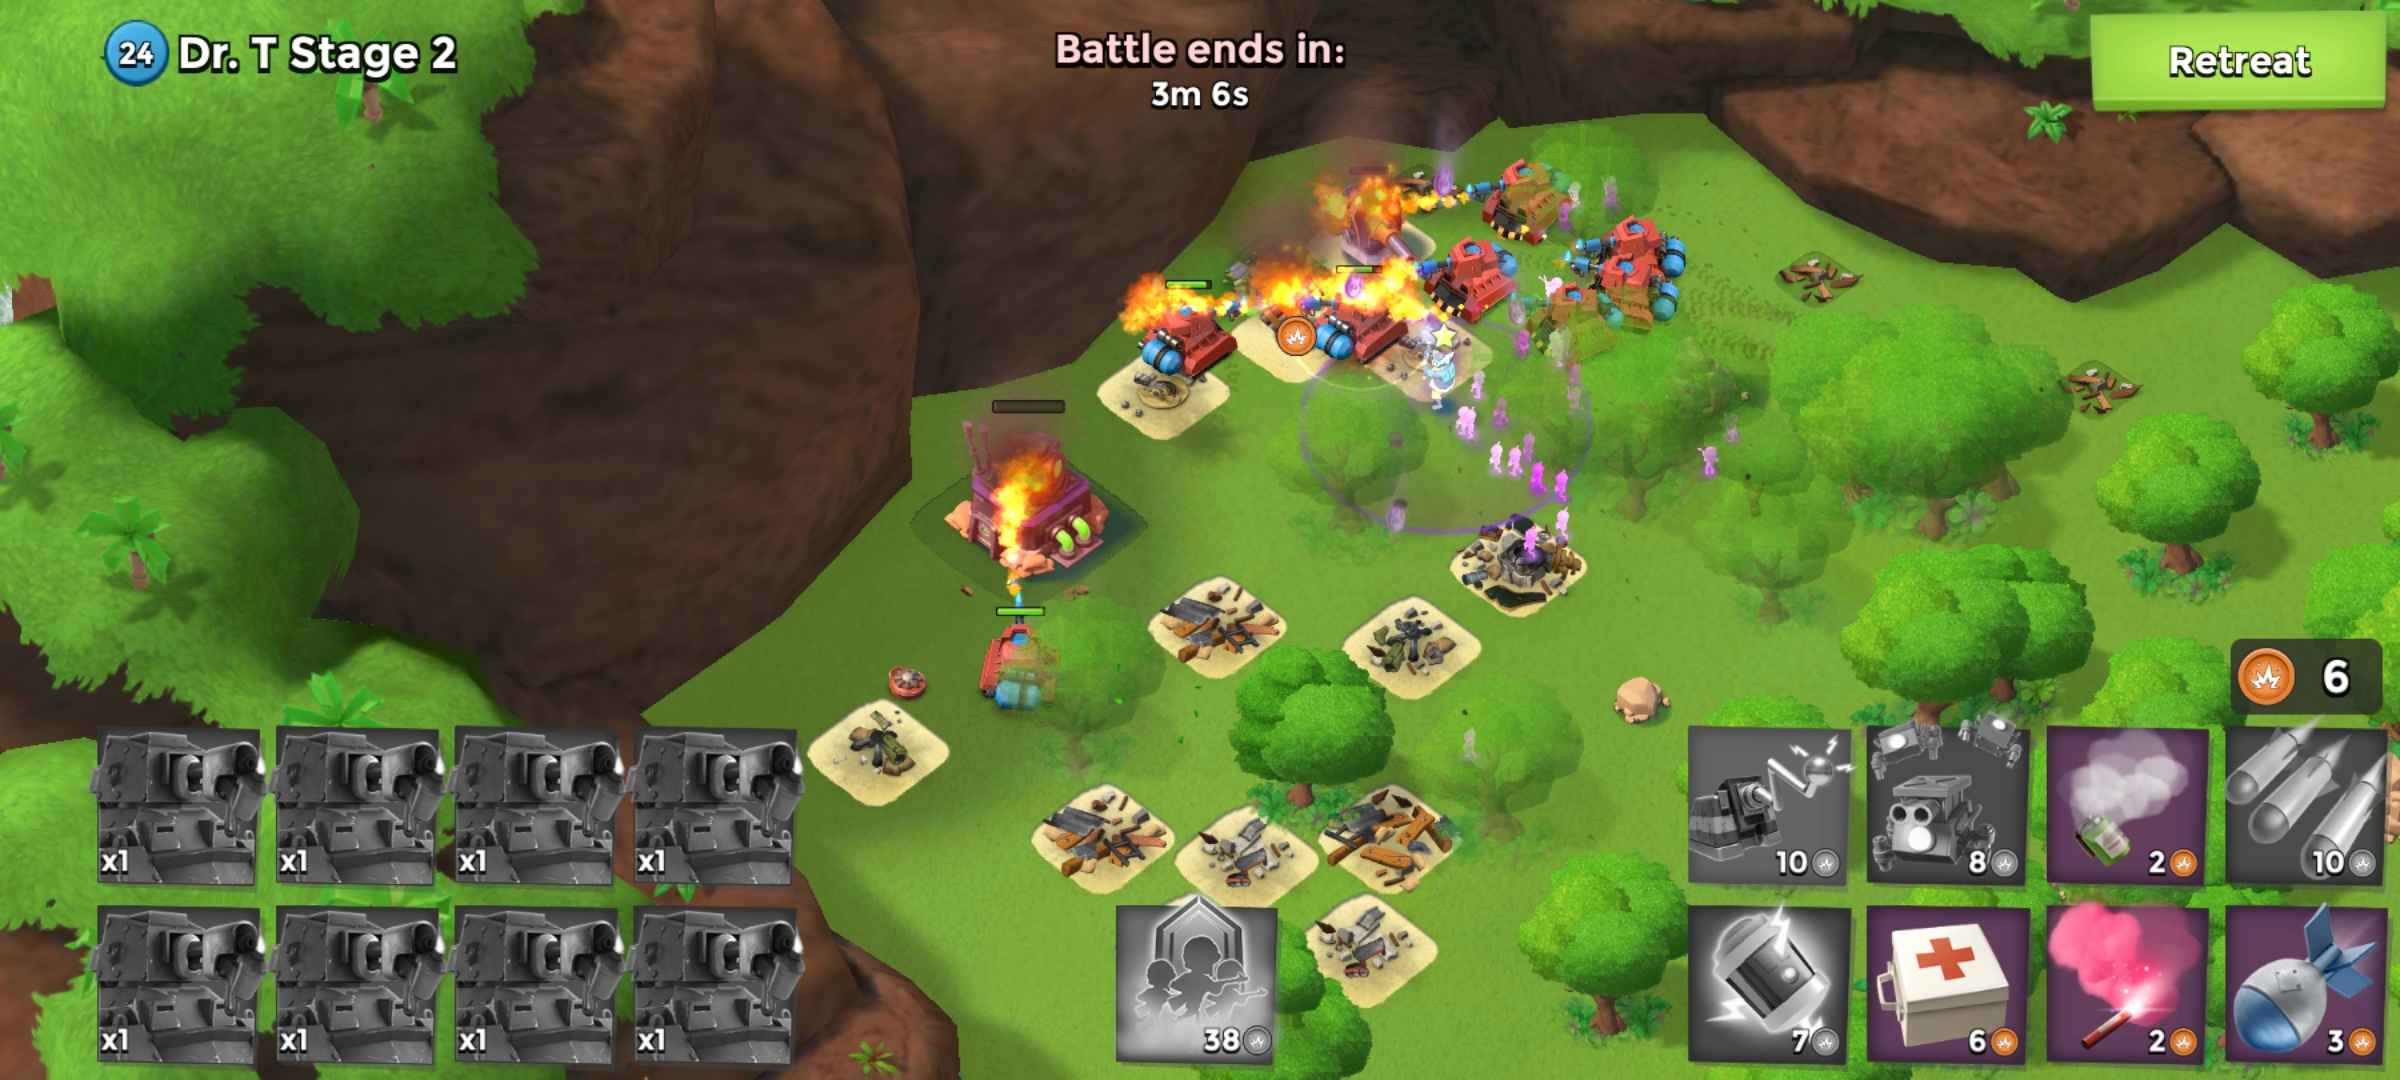 24 Dr. T Stage 2
Battle ends in:
3m 6s
Retreat
6
x1 x1 x1 x1
10 8 2 10
x1 x1 x1 x1
38
7 6 2 3